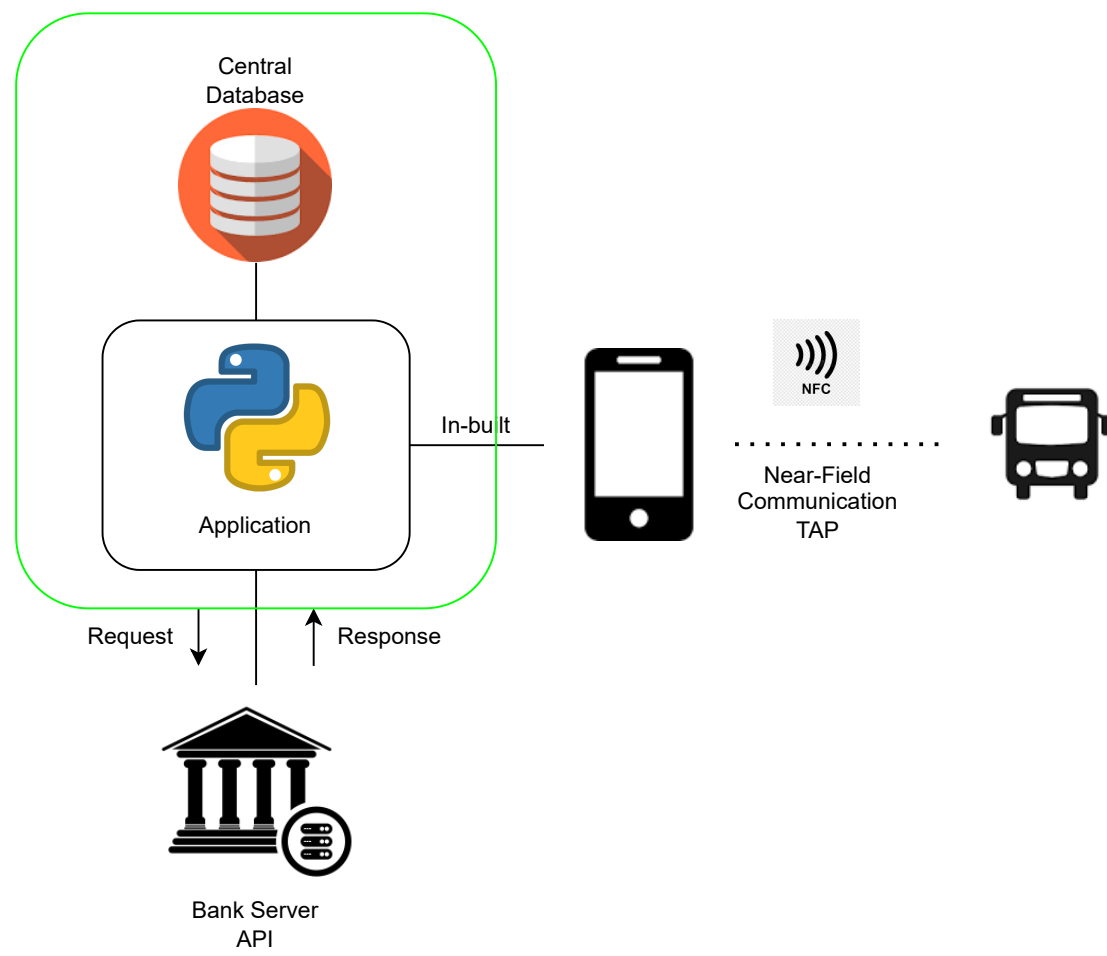 Central
Database
Application
In-built
NFC
Near-Field
Communication
TAP
Request
Response
Bank Server
API